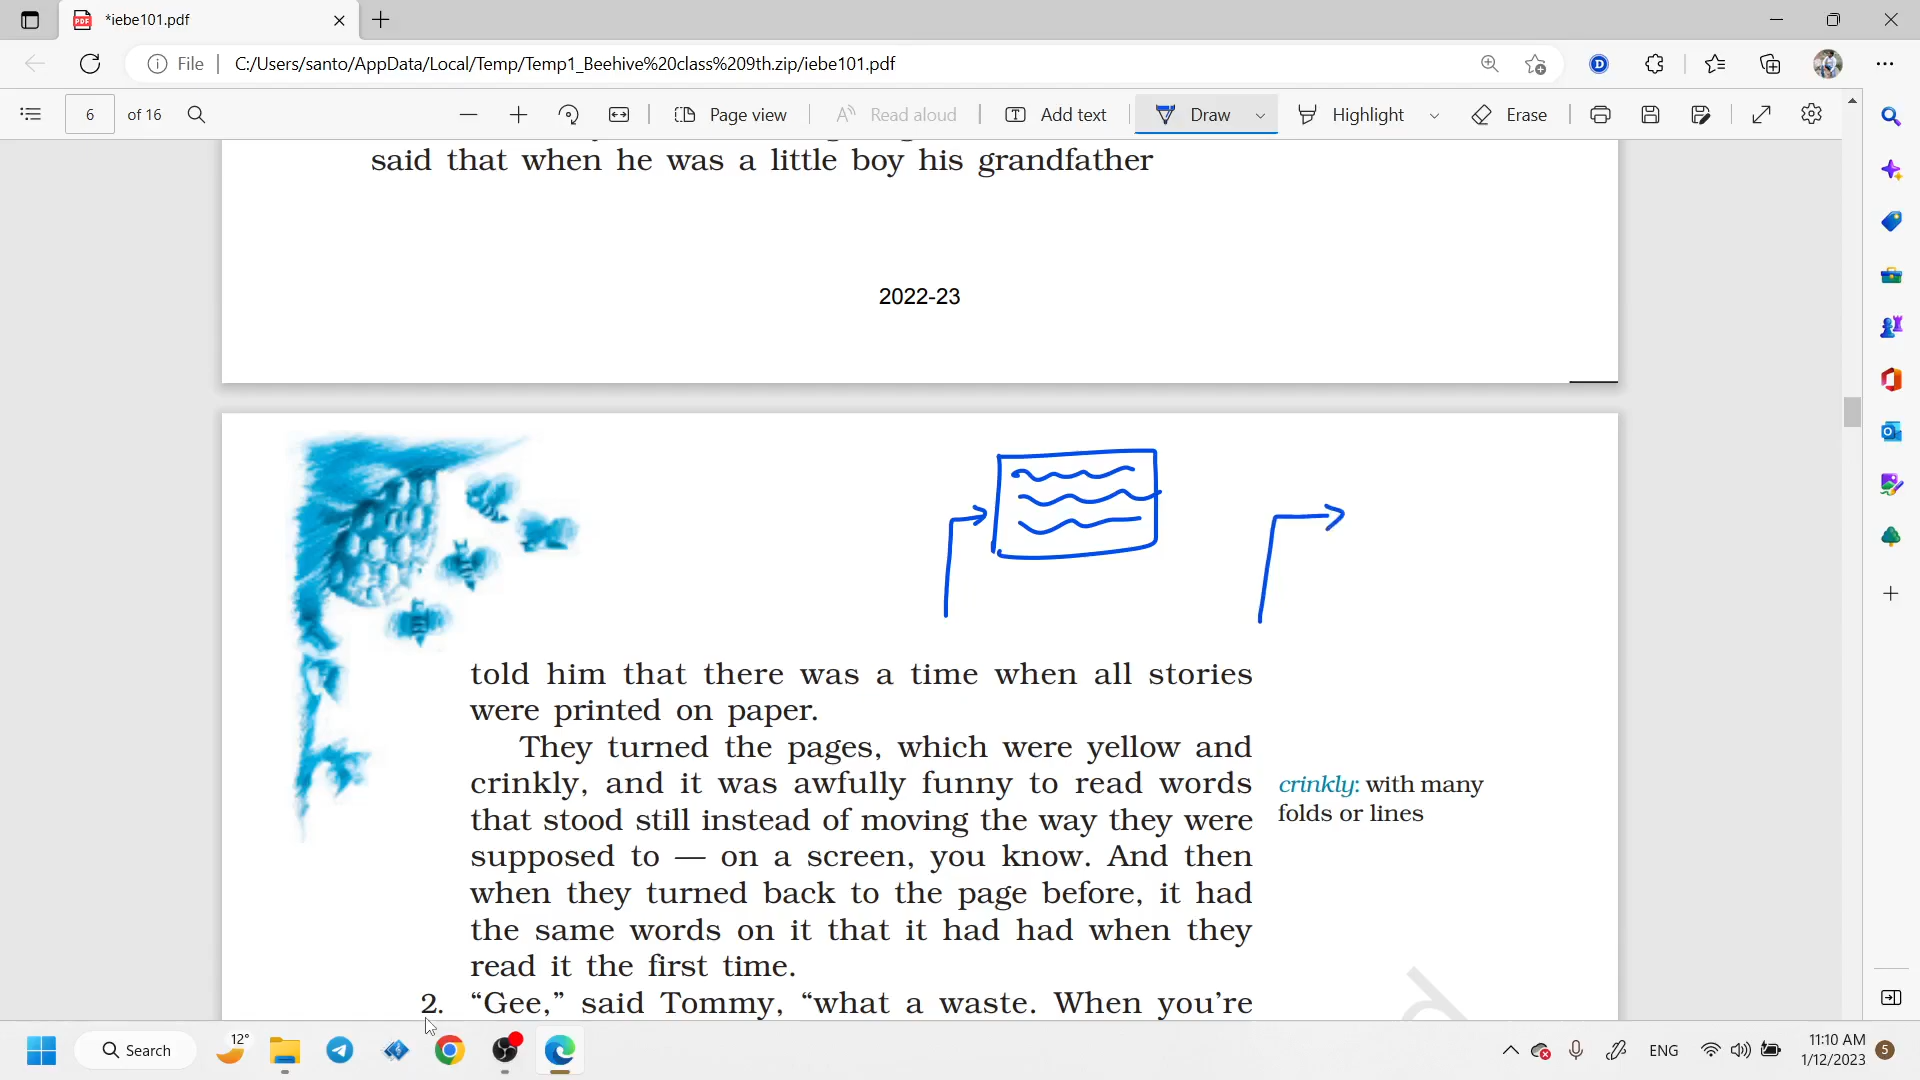 *iebe101.pdf
File
C:/Users/santo/AppData/Local/Temp/Temp1_Beehive%20class%209th.zip/iebe101.pdf
6 of 16
Page view
Read aloud
Add text
Draw
Highlight
Erase
said that when he was a little boy his grandfather
2022-23
told him that there was a time when all stories
were printed on paper.
They turned the pages, which were yellow and
crinkly, and it was awfully funny to read words
that stood still instead of moving the way they were
supposed to — on a screen, you know. And then
when they turned back to the page before, it had
the same words on it that it had had when they
read it the first time.
crinkly: with many
folds or lines
2. “Gee,” said Tommy, “what a waste. When you’re
d
Search
12°
ENG
11:10 AM
1/12/2023
5